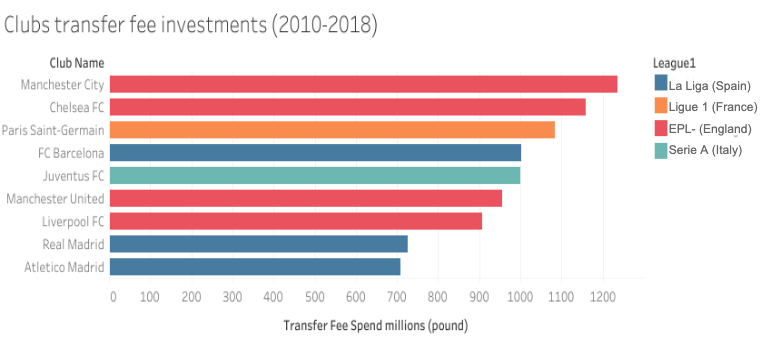 Clubs transfer fee investments (2010-2018)
Club Name
Manchester City
Chelsea FC
Paris Saint-Germain
FC Barcelona
Juventus FC
Manchester United
Liverpool FC
Real Madrid
Atletico Madrid
0 100 200 300 400 500 600 700 800 900 1000 1100 1200
Transfer Fee Spend millions (pound)
League1
La Liga (Spain)
Ligue 1 (France)
EPL- (England)
Serie A (Italy)